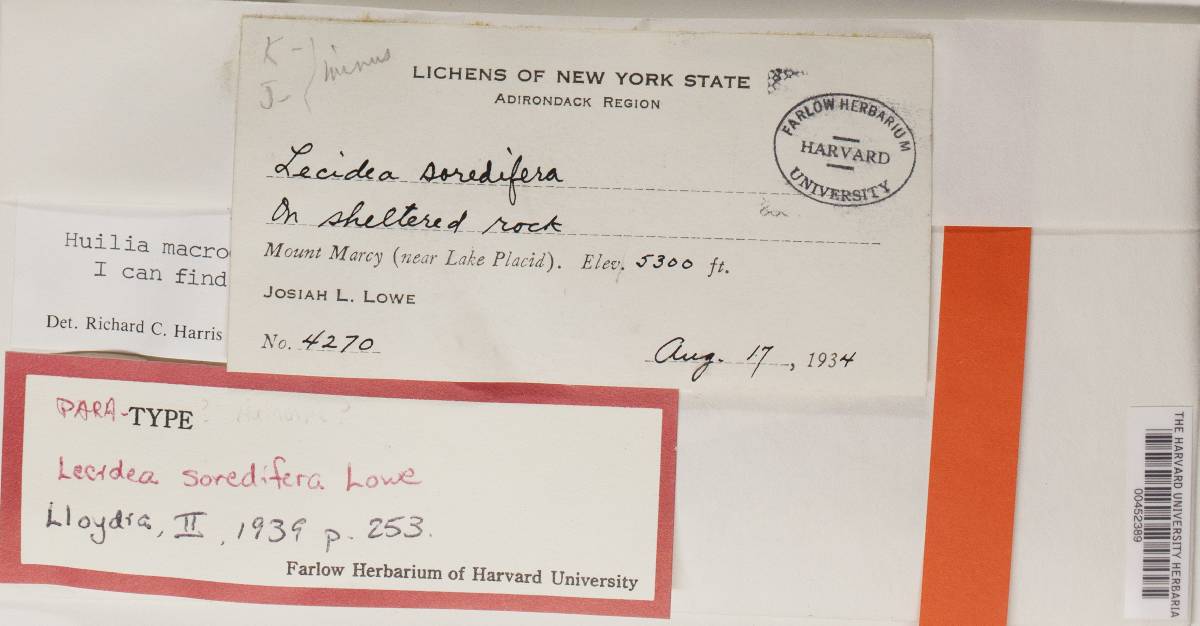 K -
J -
minus
LICHENS OF NEW YORK STATE
ADIRONDACK REGION
FARLOW HERBARIUM
HARVARD
UNIVERSITY
Lecidea soredifera
On sheltered rock
Mount Marcy (near Lake Placid). Elev. 5300 ft.
JOSIAH L. LOWE
No. 4270
Aug. 17, 1934
Huilia macro
I can find
Det. Richard C. Harris
PARA-TYPE
Lecidea soredifera Lowe
Lloydia, II, 1939 p. 253.
Farlow Herbarium of Harvard University
THE HARVARD UNIVERSITY HERBARIA
00452389